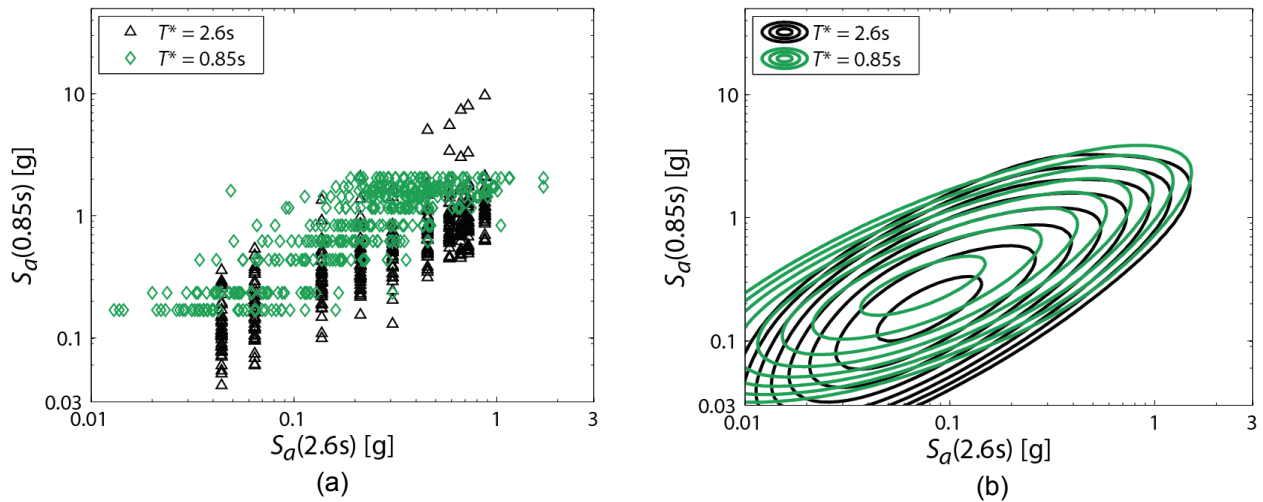 T* = 2.6s
T* = 0.85s
10
1
0.1
0.03
Sa(0.85s) [g]
0.01
0.1
1
3
Sa(2.6s) [g]
(a)
T* = 2.6s
T* = 0.85s
10
1
0.1
0.03
Sa(0.85s) [g]
0.01
0.1
1
3
Sa(2.6s) [g]
(b)